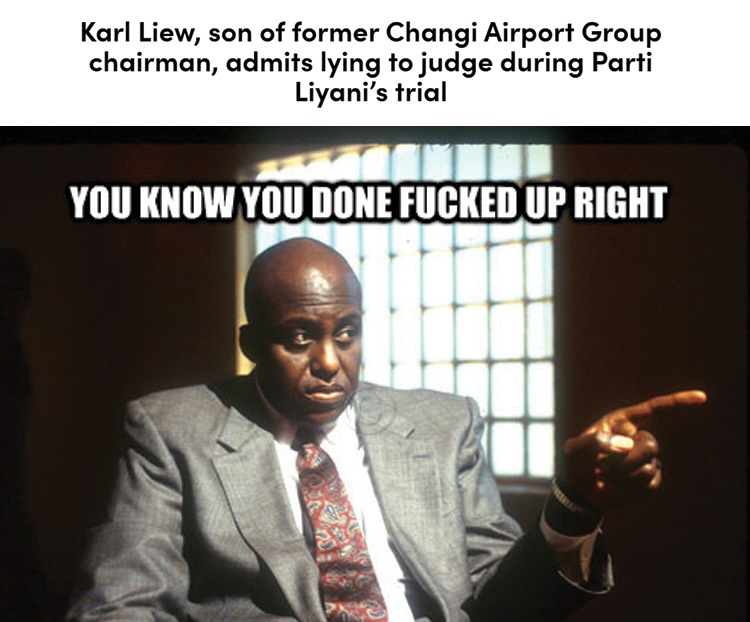 Karl Liew, son of former Changi Airport Group
chairman, admits lying to judge during Parti
Liyani's trial
YOU KNOW YOU DONE FUCKED UP RIGHT